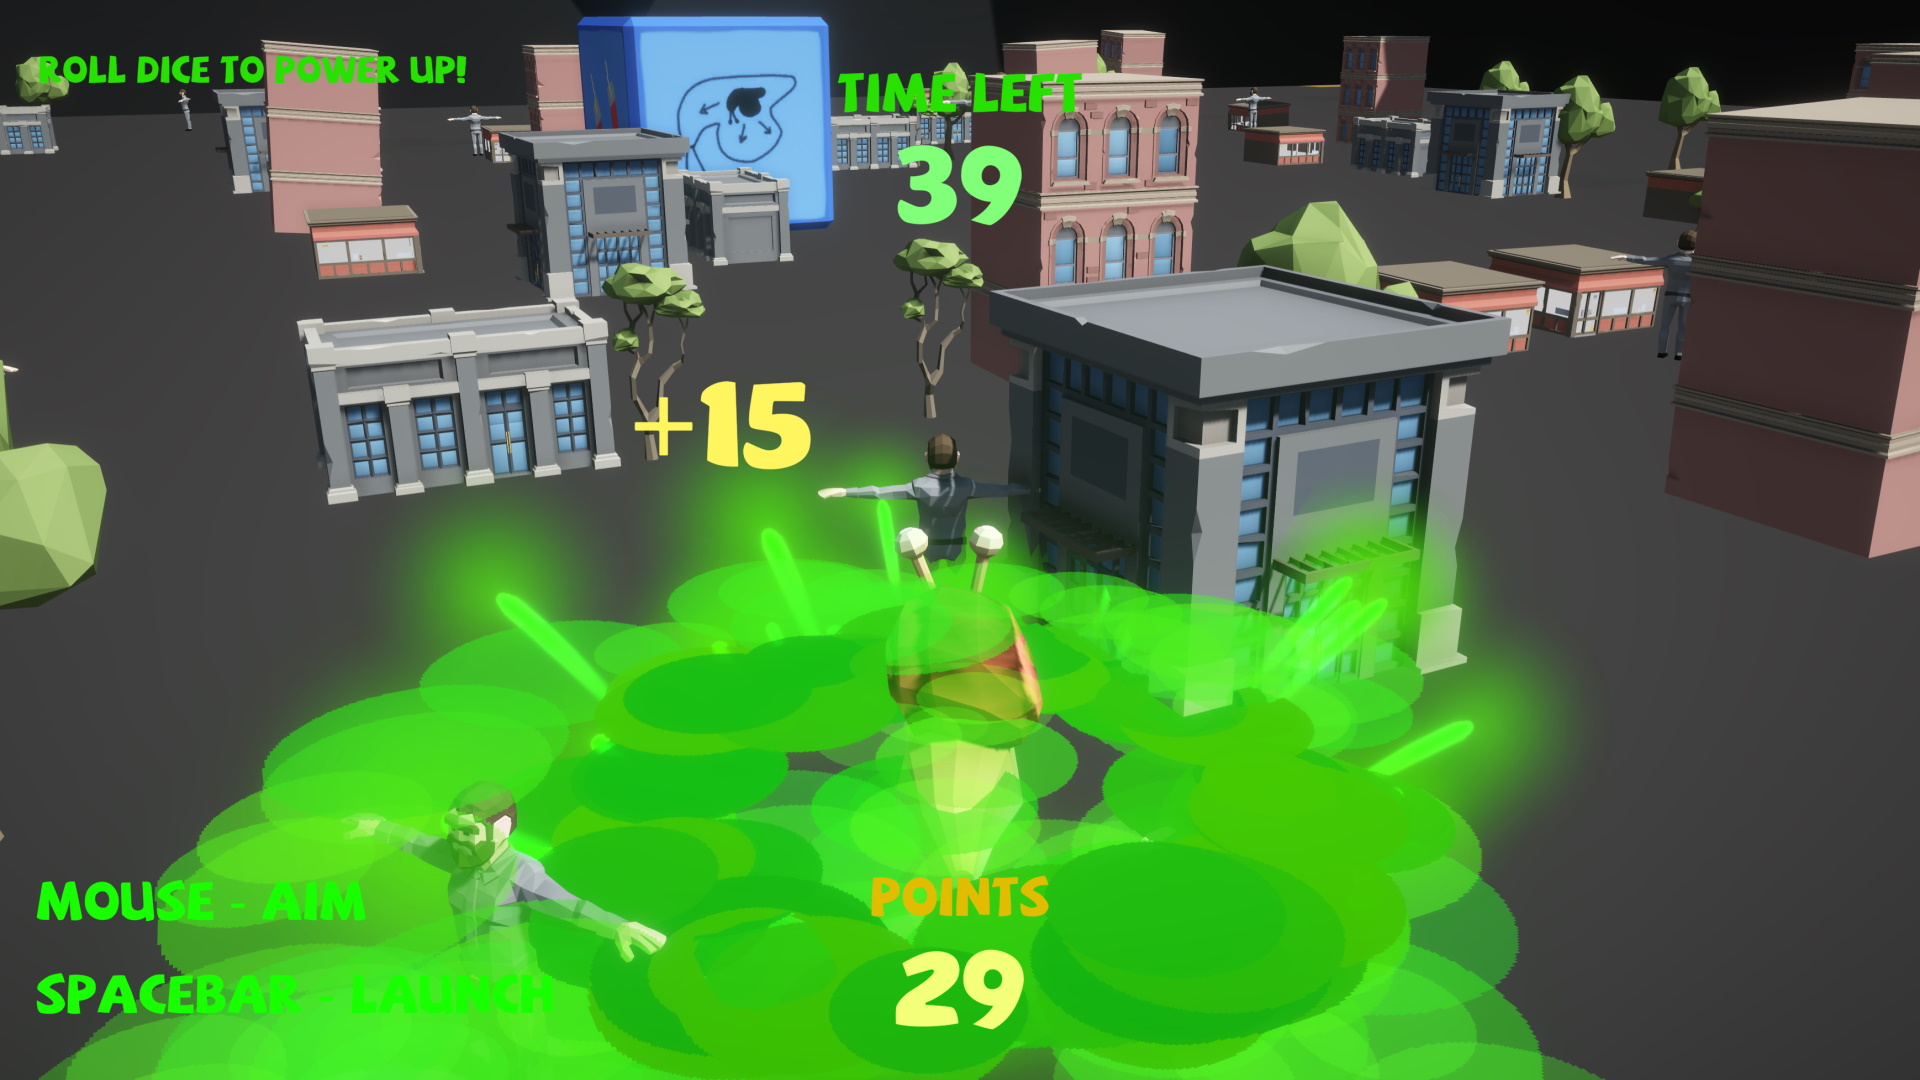 ROLL DICE TO POWER UP!
TIME LEFT
39
+15
MOUSE - AIM
SPACEBAR - LAUNCH
POINTS
29